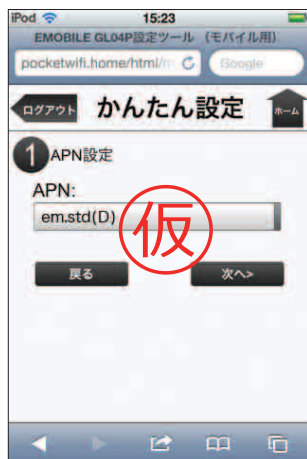 iPod 15:23
EMOBILE GL04P設定ツール （モバイル用）
pocketwifi.home/html/m Google
ログアウト かんたん設定 ホーム
1 APN設定
APN:
em.std(D)
仮
戻る 次へ>